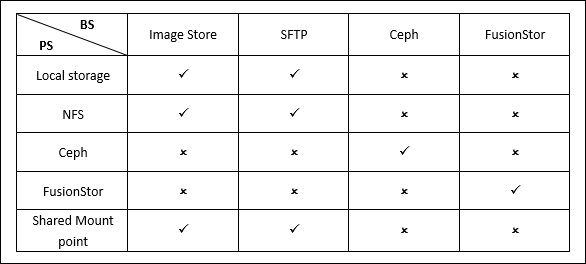 BS
PS
Image Store SFTP Ceph FusionStor
Local storage ✓ ✓ × ×
NFS ✓ ✓ × ×
Ceph × × ✓ ×
FusionStor × × × ✓
Shared Mount
point ✓ ✓ × ×